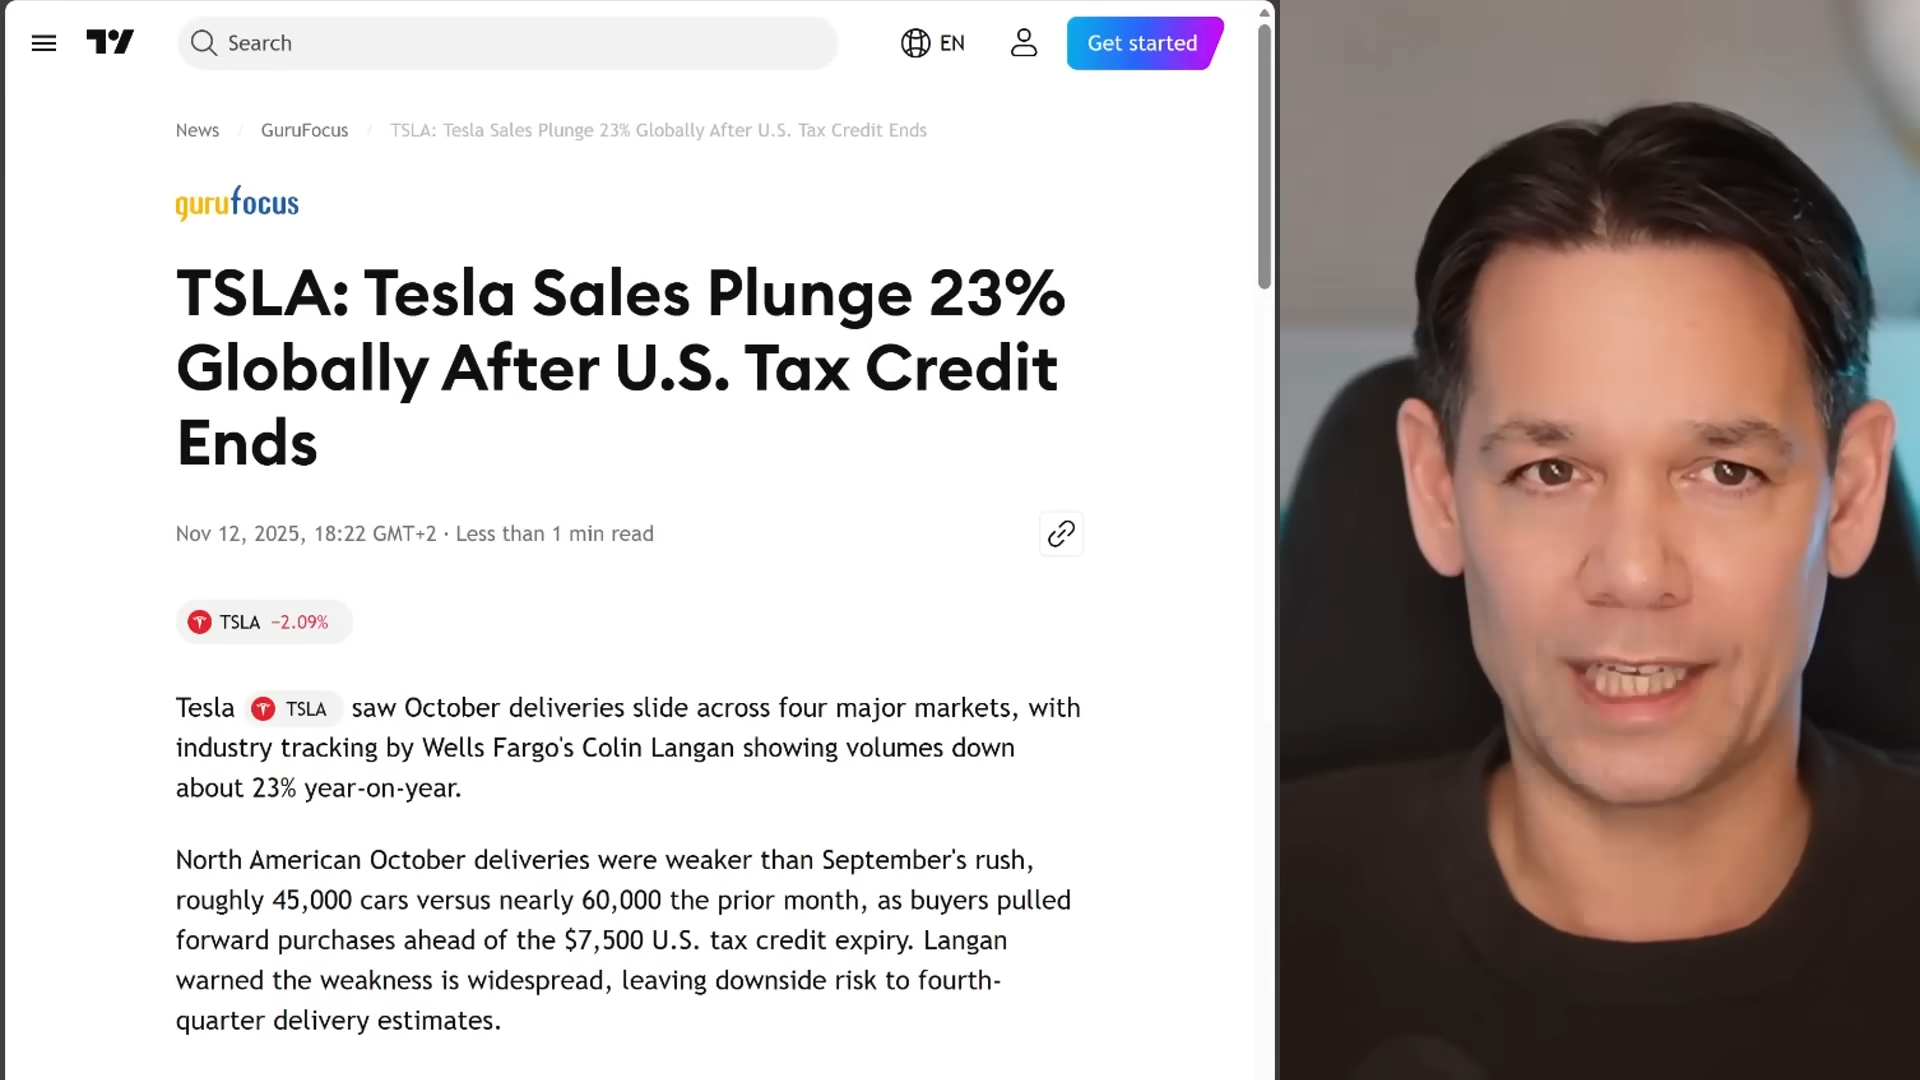 Search
EN
Get started
News / GuruFocus / TSLA: Tesla Sales Plunge 23% Globally After U.S. Tax Credit Ends
gurufocus
TSLA: Tesla Sales Plunge 23%
Globally After U.S. Tax Credit
Ends
Nov 12, 2025, 18:22 GMT+2 · Less than 1 min read
TSLA −2.09%
Tesla TSLA saw October deliveries slide across four major markets, with
industry tracking by Wells Fargo's Colin Langan showing volumes down
about 23% year-on-year.
North American October deliveries were weaker than September's rush,
roughly 45,000 cars versus nearly 60,000 the prior month, as buyers pulled
forward purchases ahead of the $7,500 U.S. tax credit expiry. Langan
warned the weakness is widespread, leaving downside risk to fourth-
quarter delivery estimates.